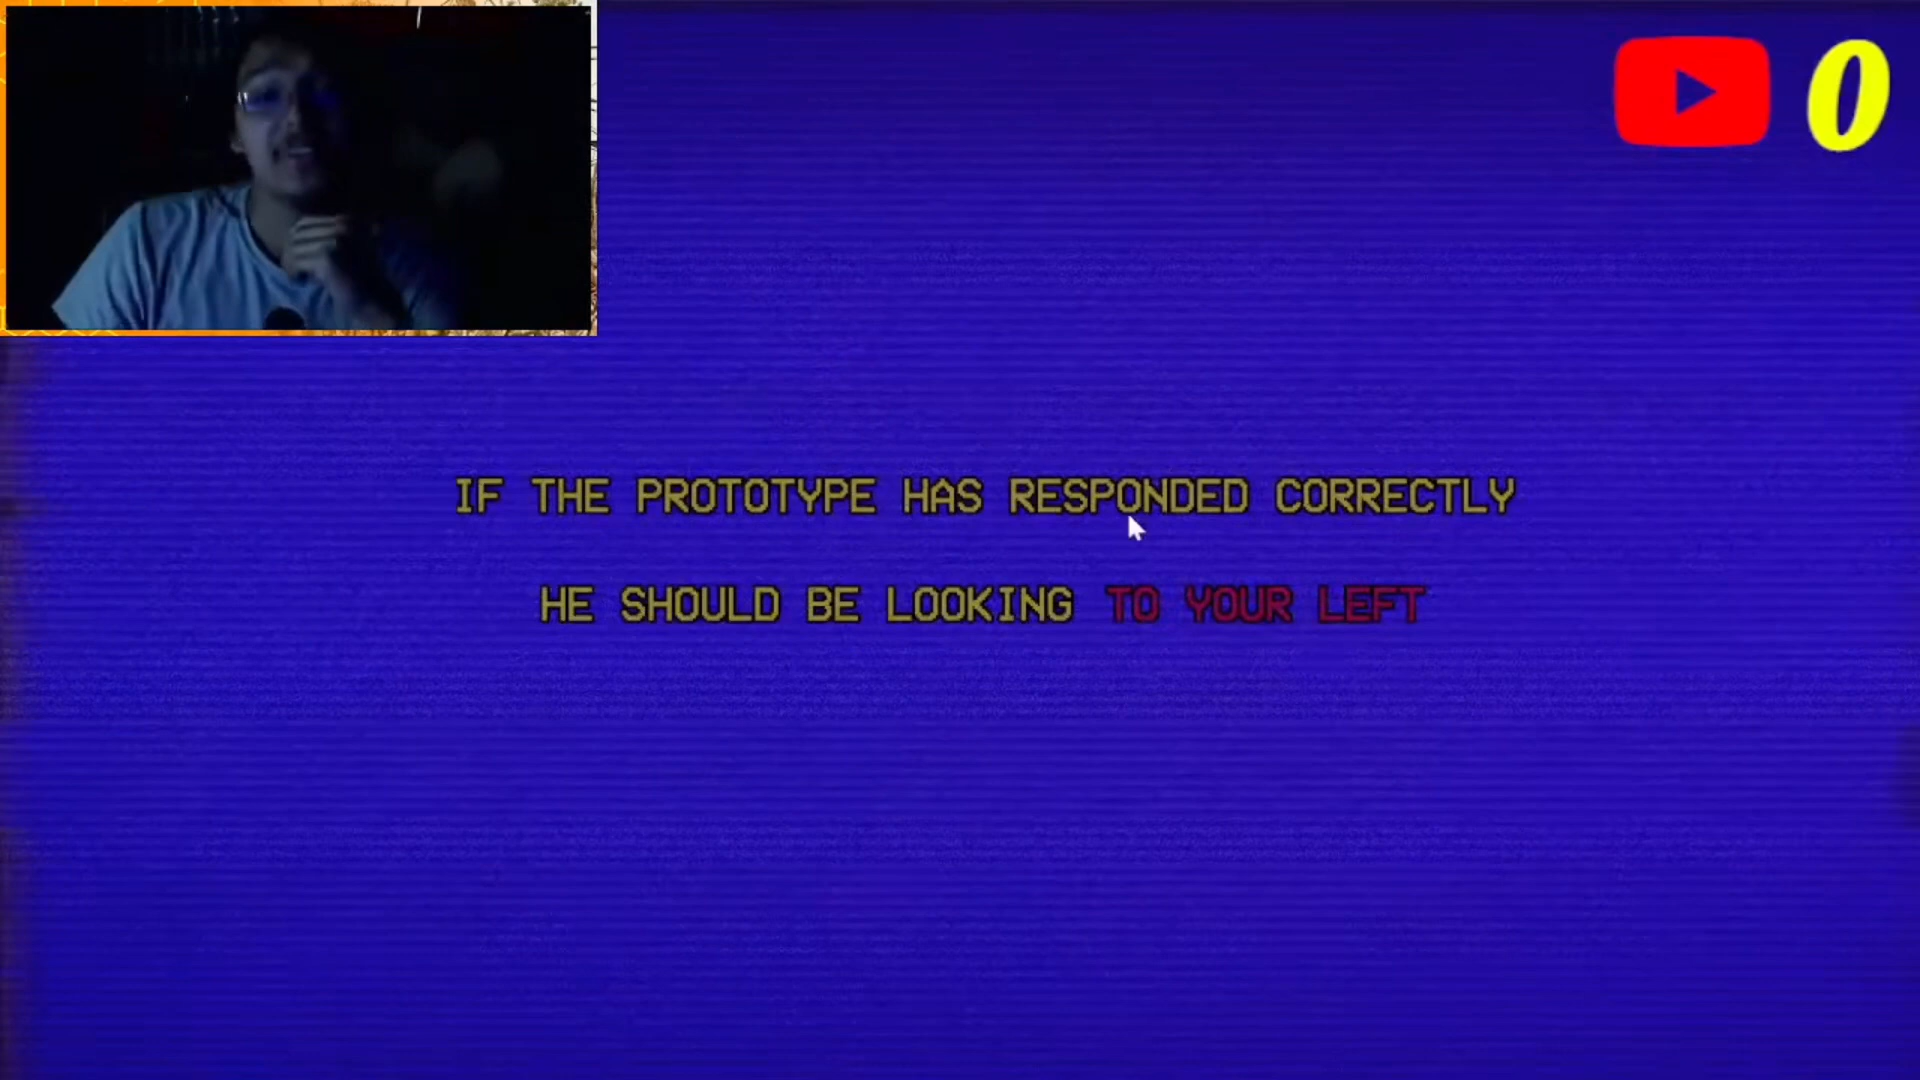 0
IF THE PROTOTYPE HAS RESPONDED CORRECTLY
HE SHOULD BE LOOKING TO YOUR LEFT